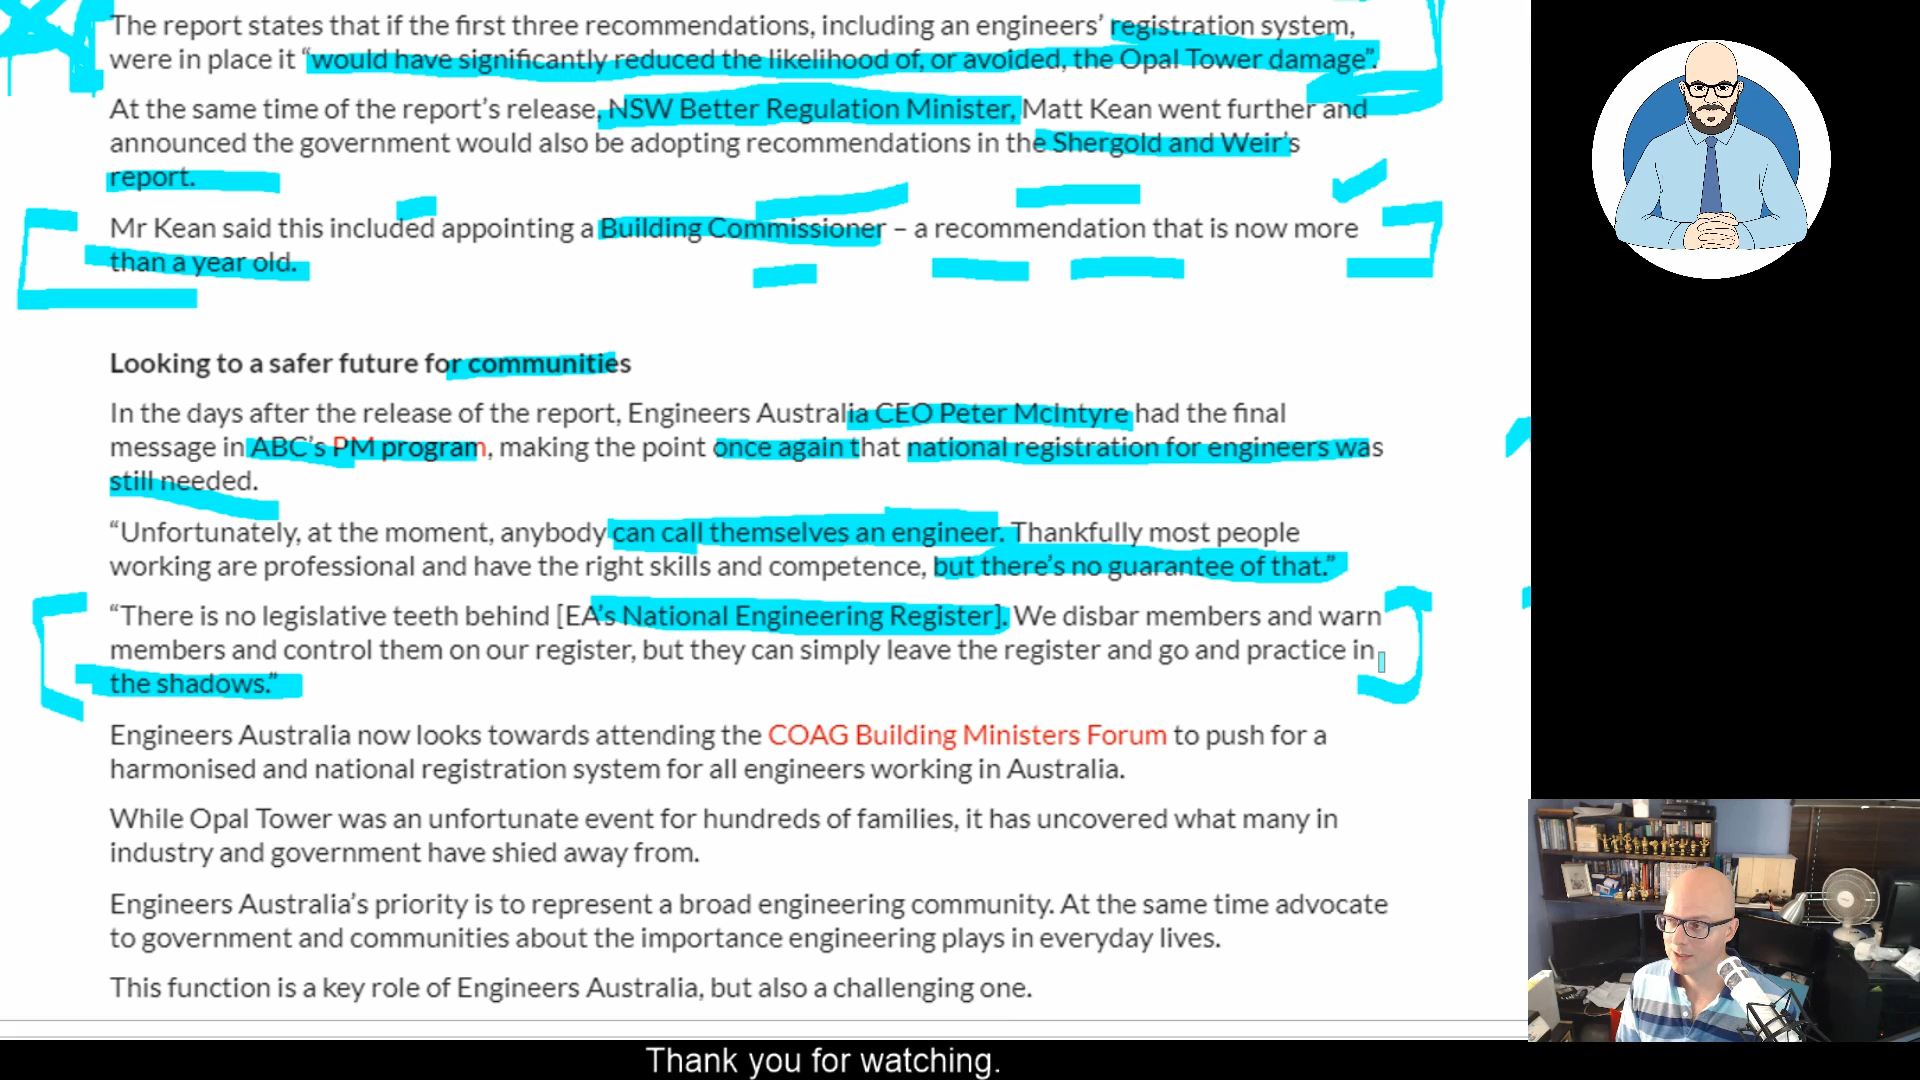 The report states that if the first three recommendations, including an engineers’ registration system,
were in place it “would have significantly reduced the likelihood of, or avoided, the Opal Tower damage”.
At the same time of the report’s release, NSW Better Regulation Minister, Matt Kean went further and
announced the government would also be adopting recommendations in the Shergold and Weir’s
report.
Mr Kean said this included appointing a Building Commissioner – a recommendation that is now more
than a year old.
Looking to a safer future for communities
In the days after the release of the report, Engineers Australia CEO Peter McIntyre had the final
message in ABC’s PM program, making the point once again that national registration for engineers was
still needed.
“Unfortunately, at the moment, anybody can call themselves an engineer. Thankfully most people
working are professional and have the right skills and competence, but there’s no guarantee of that.”
“There is no legislative teeth behind [EA’s National Engineering Register]. We disbar members and warn
members and control them on our register, but they can simply leave the register and go and practice in
the shadows.”
Engineers Australia now looks towards attending the COAG Building Ministers Forum to push for a
harmonised and national registration system for all engineers working in Australia.
While Opal Tower was an unfortunate event for hundreds of families, it has uncovered what many in
industry and government have shied away from.
Engineers Australia’s priority is to represent a broad engineering community. At the same time advocate
to government and communities about the importance engineering plays in everyday lives.
This function is a key role of Engineers Australia, but also a challenging one.
Thank you for watching.